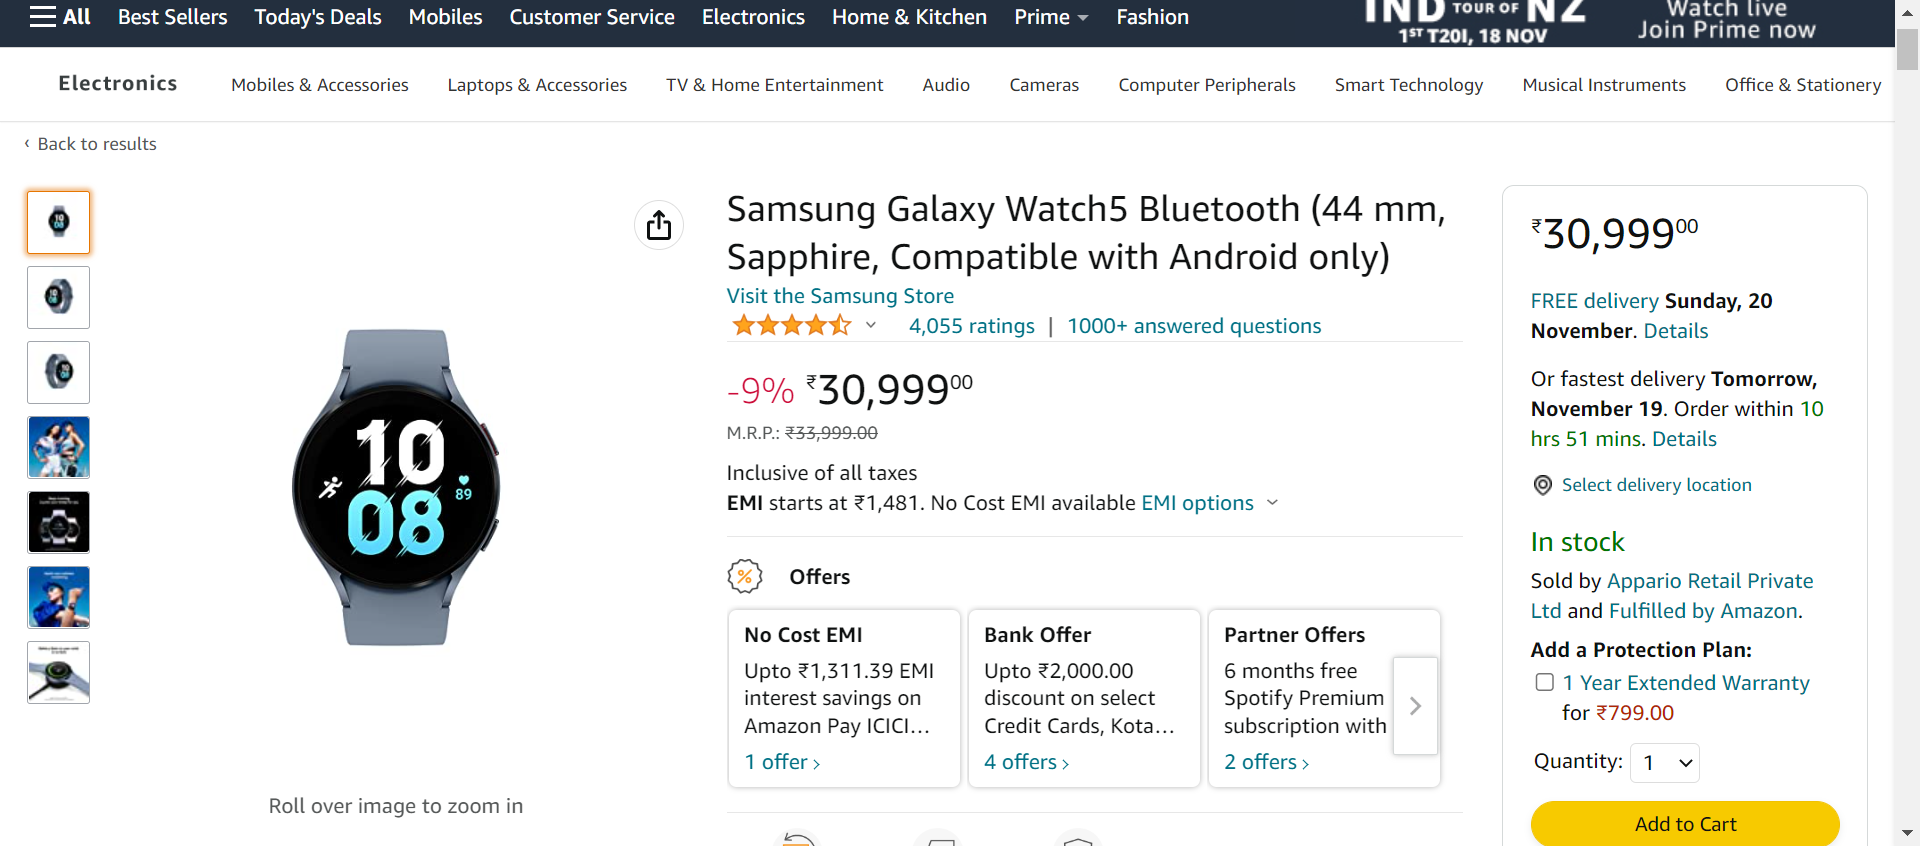 All Best Sellers Today's Deals Mobiles Customer Service Electronics Home & Kitchen Prime Fashion
IND TOUR OF NZ
1ST T20I, 18 NOV
Watch live
Join Prime now
Electronics Mobiles & Accessories Laptops & Accessories TV & Home Entertainment Audio Cameras Computer Peripherals Smart Technology Musical Instruments Office & Stationery
‹ Back to results
10
08
89
Roll over image to zoom in
Samsung Galaxy Watch5 Bluetooth (44 mm,
Sapphire, Compatible with Android only)
Visit the Samsung Store
4,055 ratings | 1000+ answered questions
-9% ₹30,99900
M.R.P.: ₹33,999.00
Inclusive of all taxes
EMI starts at ₹1,481. No Cost EMI available EMI options
% Offers
No Cost EMI
Upto ₹1,311.39 EMI
interest savings on
Amazon Pay ICICI…
1 offer ›
Bank Offer
Upto ₹2,000.00
discount on select
Credit Cards, Kota…
4 offers ›
Partner Offers
6 months free
Spotify Premium
subscription with
2 offers ›
₹30,99900
FREE delivery Sunday, 20
November. Details
Or fastest delivery Tomorrow,
November 19. Order within 10
hrs 51 mins. Details
Select delivery location
In stock
Sold by Appario Retail Private
Ltd and Fulfilled by Amazon.
Add a Protection Plan:
1 Year Extended Warranty
for ₹799.00
Quantity: 1
Add to Cart